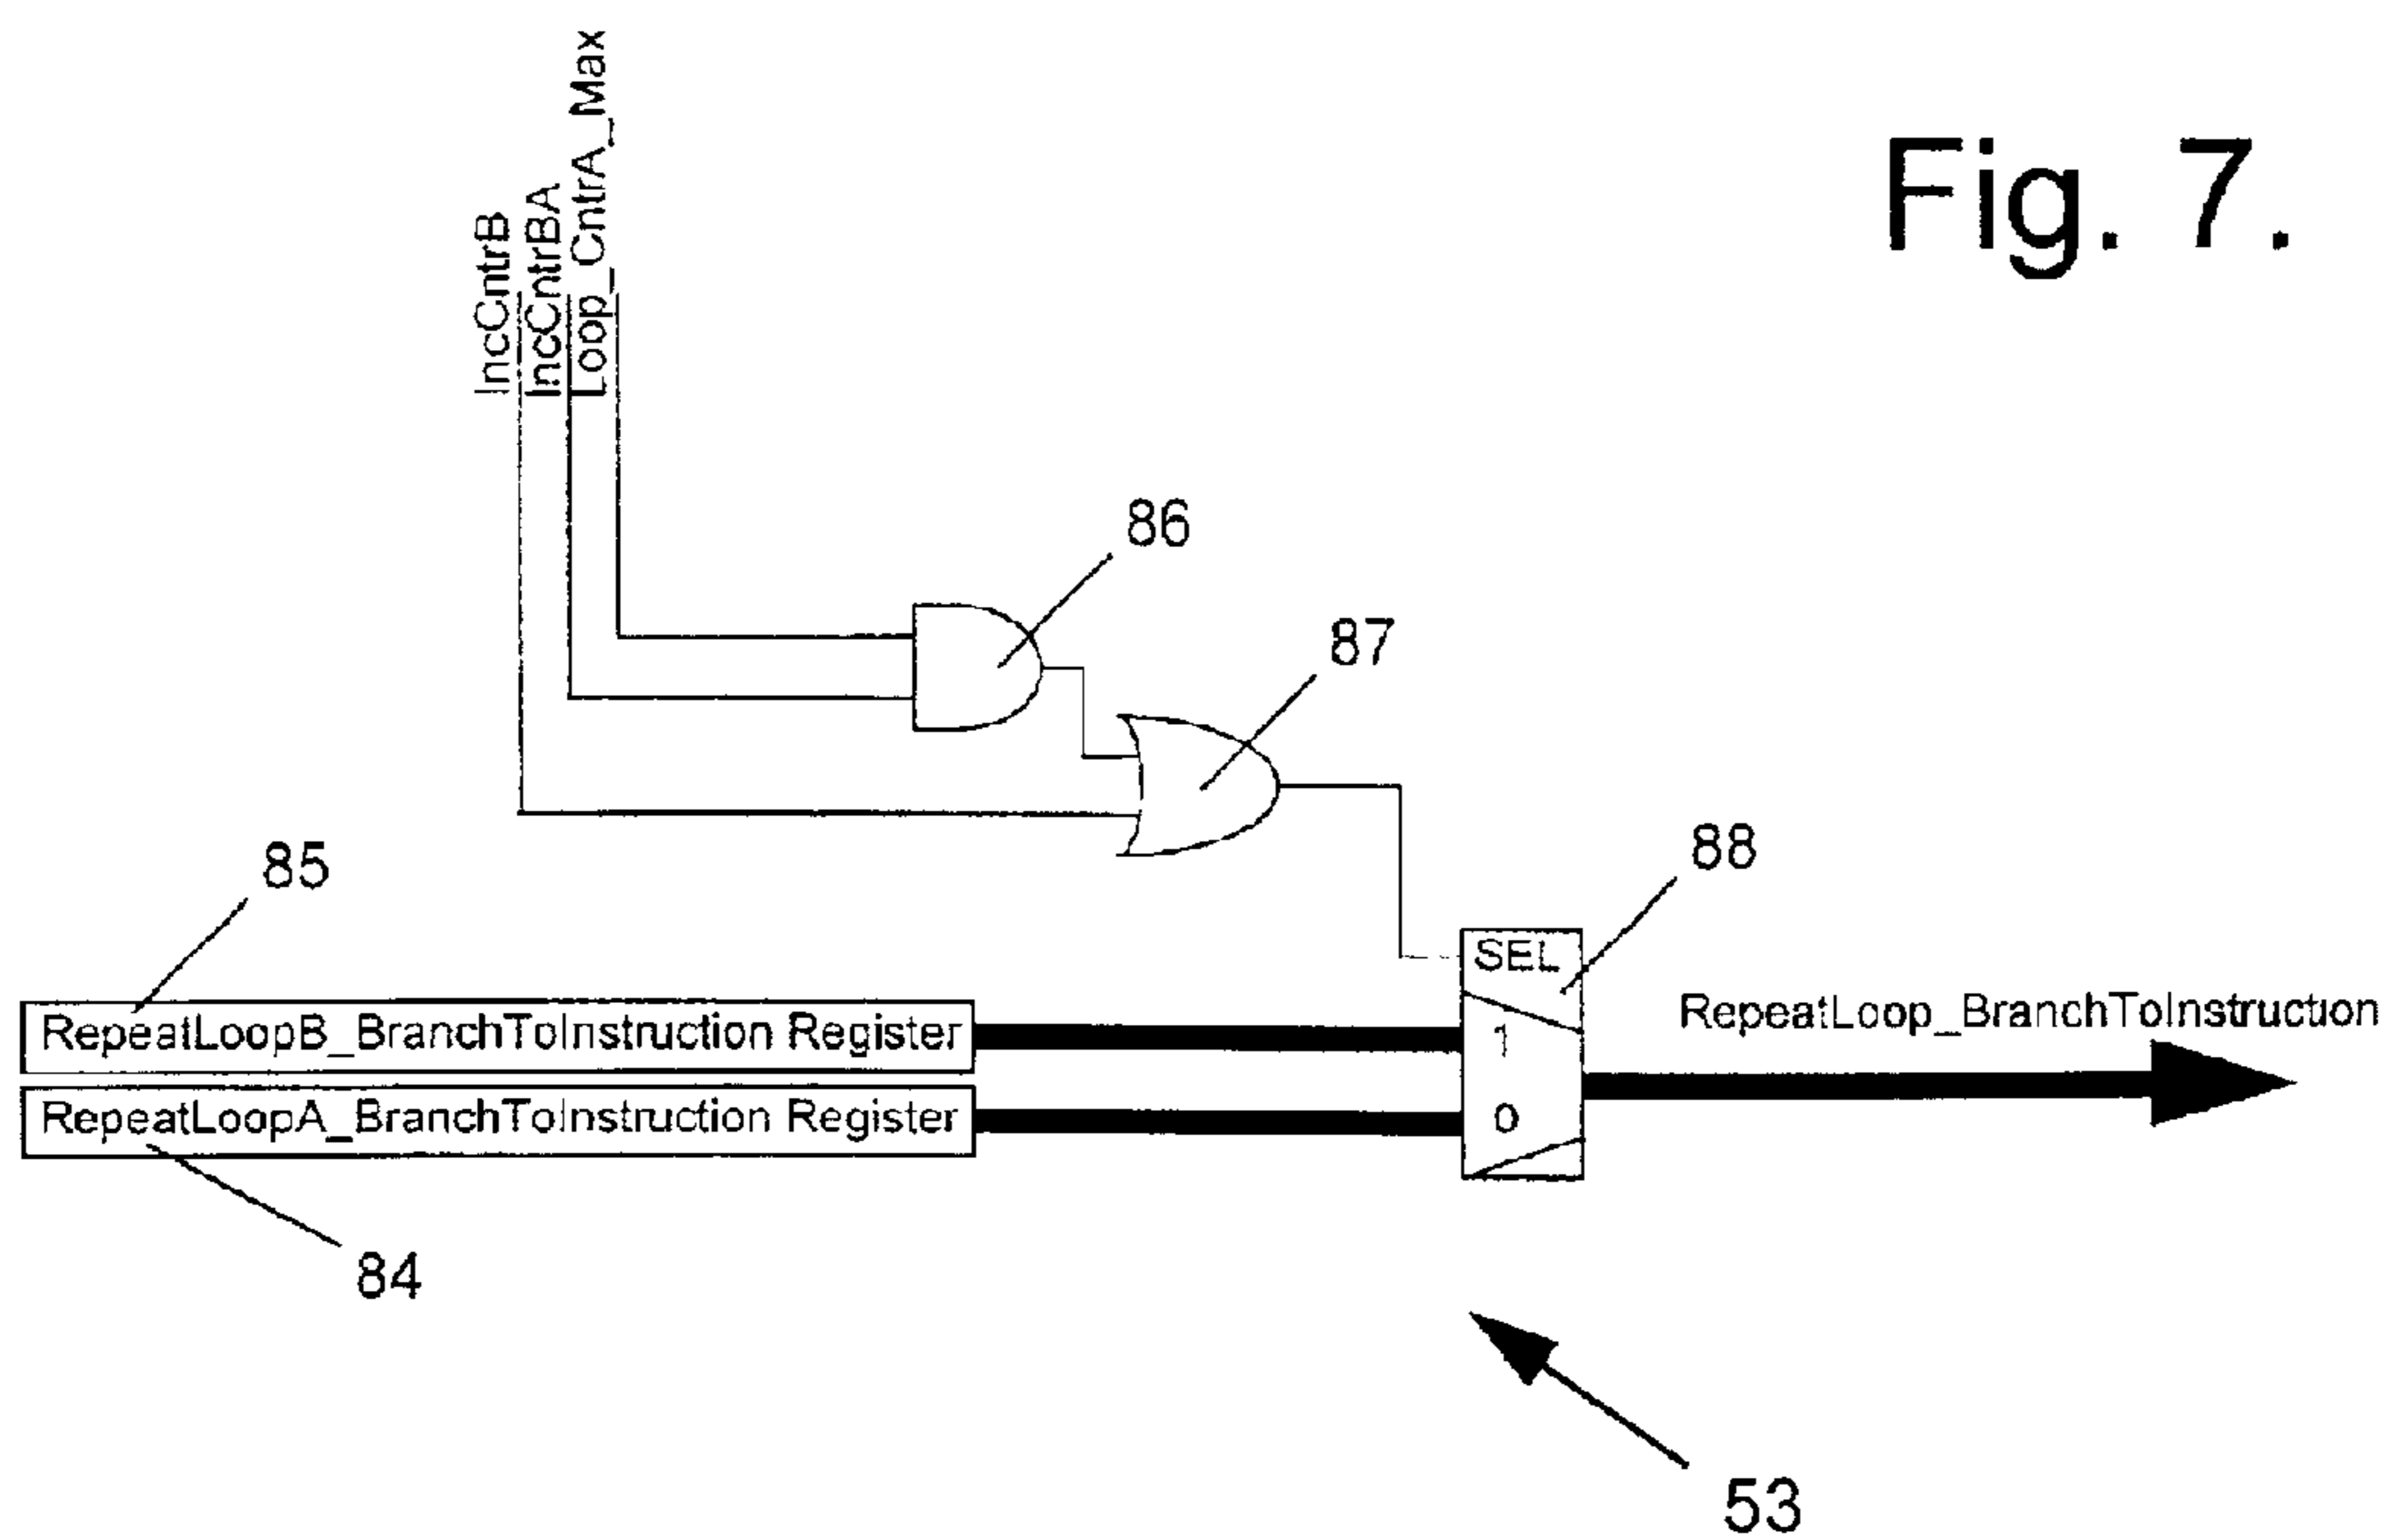 Fig. 7.
IncCntrB
IncCntrBA
Loop_CntrA_Max
86
87
88
85
SEL
RepeatLoopB_BranchToInstruction Register
1
RepeatLoop_BranchToInstruction
RepeatLoopA_BranchToInstruction Register
0
84
53